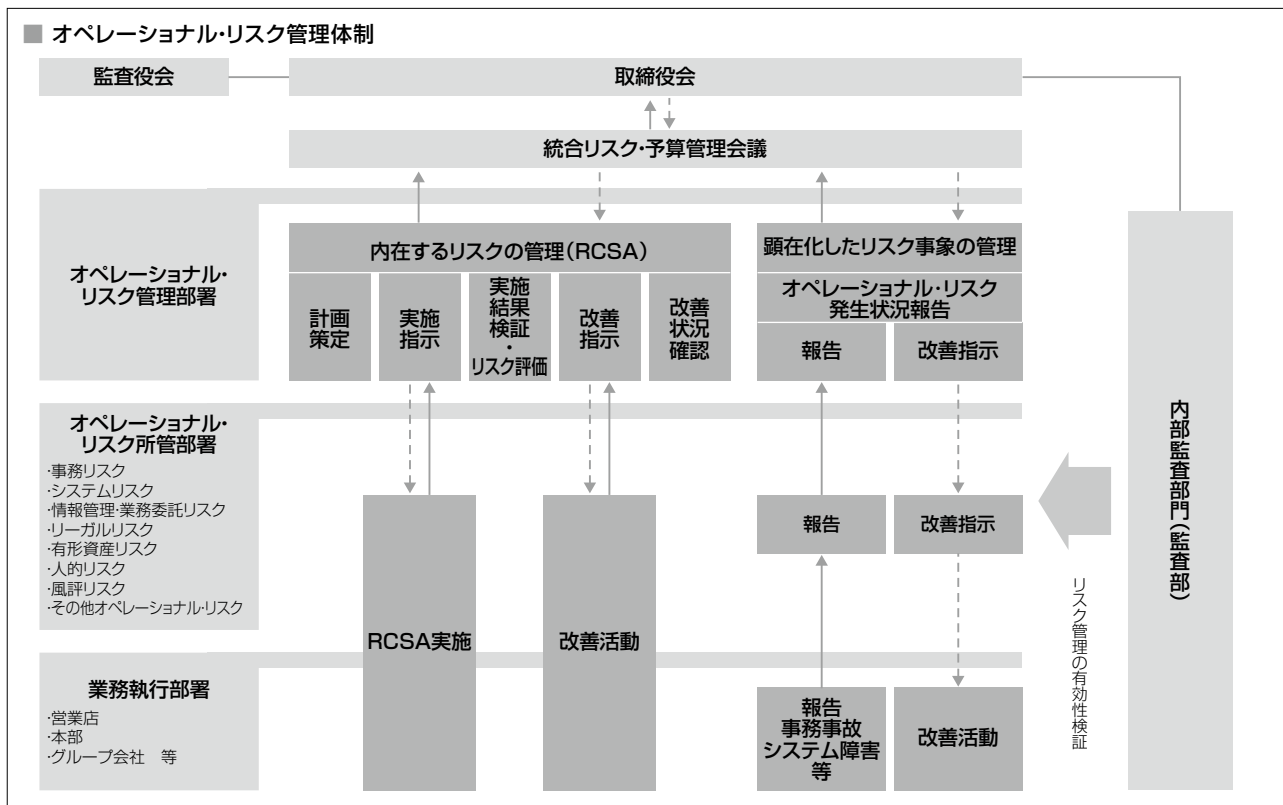 ■ オペレーショナル・リスク管理体制
監査役会
取締役会
統合リスク・予算管理会議
オペレーショナル・
リスク管理部署
内在するリスクの管理(RCSA)
計画
策定
実施
指示
実施
結果
検証
・
リスク評価
改善
指示
改善
状況
確認
顕在化したリスク事象の管理
オペレーショナル・リスク
発生状況報告
報告
改善指示
オペレーショナル・
リスク所管部署
・事務リスク
・システムリスク
・情報管理・業務委託リスク
・リーガルリスク
・有形資産リスク
・人的リスク
・風評リスク
・その他オペレーショナル・リスク
RCSA実施
改善活動
報告
改善指示
業務執行部署
・営業店
・本部
・グループ会社 等
報告
事務事故
システム障害
等
改善活動
リスク管理の有効性検証
内部監査部門(監査部)